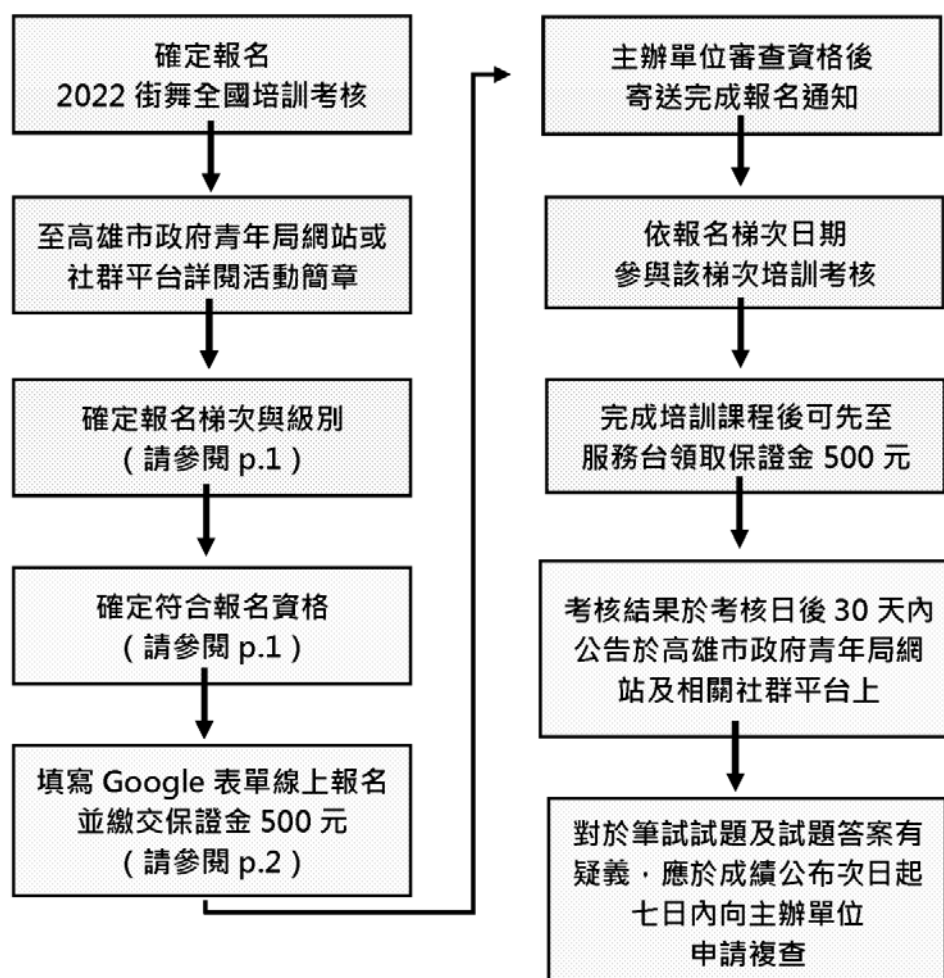 確定報名
2022 街舞全國培訓考核
至高雄市政府青年局網站或
社群平台詳閱活動簡章
確定報名梯次與級別
(請參閱 p.1)
確定符合報名資格
(請參閱 p.1)
填寫 Google 表單線上報名
並繳交保證金 500 元
(請參閱 p.2)
主辦單位審查資格後
寄送完成報名通知
依報名梯次日期
參與該梯次培訓考核
完成培訓課程後可先至
服務台領取保證金 500 元
考核結果於考核日後 30 天內
公告於高雄市政府青年局網
站及相關社群平台上
對於筆試試題及試題答案有
疑義，應於成績公布次日起
七日內向主辦單位
申請複查